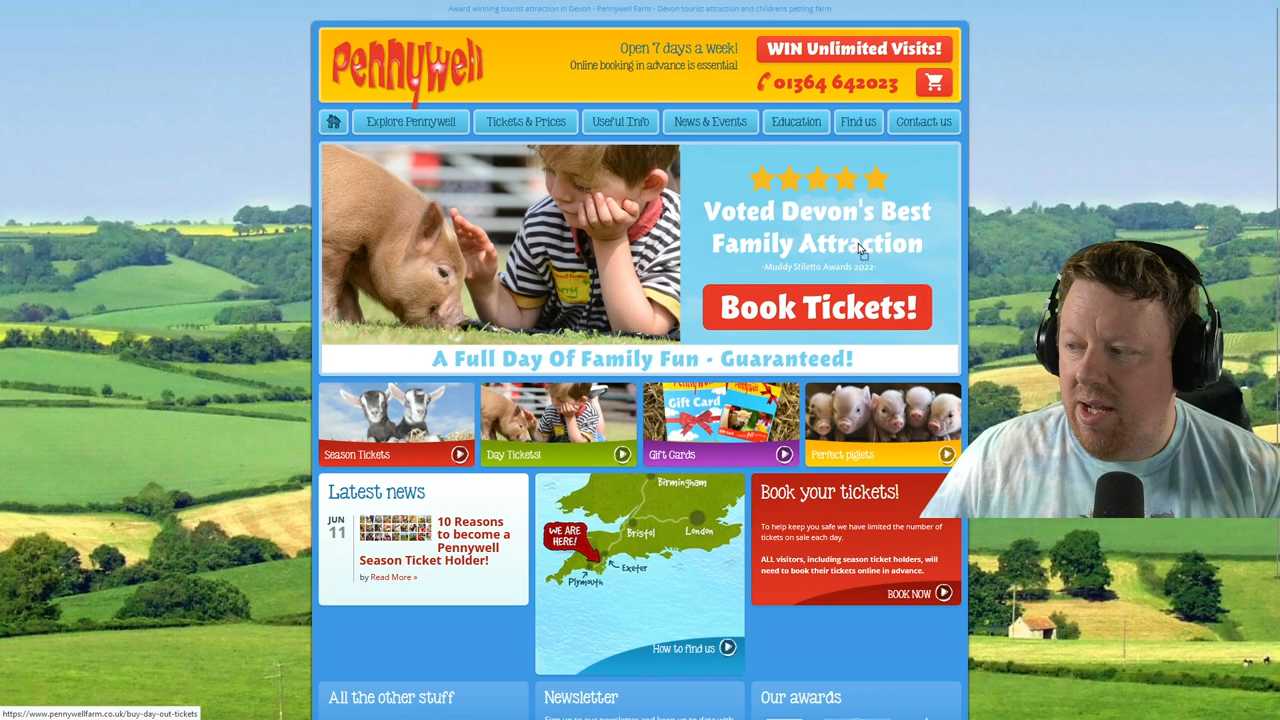 Award winning tourist attraction in Devon - Pennywell Farm - Devon tourist attraction and childrens petting farm
Pennywell
Open 7 days a week!
Online booking in advance is essential
WIN Unlimited Visits!
01364 642023
Explore Pennywell
Tickets & Prices
Useful Info
News & Events
Education
Find us
Contact us
Voted Devon's Best
Family Attraction
-Muddy Stiletto Awards 2022-
Book Tickets!
A Full Day Of Family Fun - Guaranteed!
Gift Card
Season Tickets
Day Tickets!
Gift Cards
Perfect piglets
Latest news
JUN
11
10 Reasons
to become a
Pennywell
Season Ticket Holder!
by Read More »
Birmingham
Bristol
London
WE ARE
HERE!
Exeter
Plymouth
How to find us
Book your tickets!
To help keep you safe we have limited the number of
tickets on sale each day.
ALL visitors, including season ticket holders, will
need to book their tickets online in advance.
BOOK NOW
All the other stuff
Newsletter
Our awards
https://www.pennywellfarm.co.uk/buy-day-out-tickets